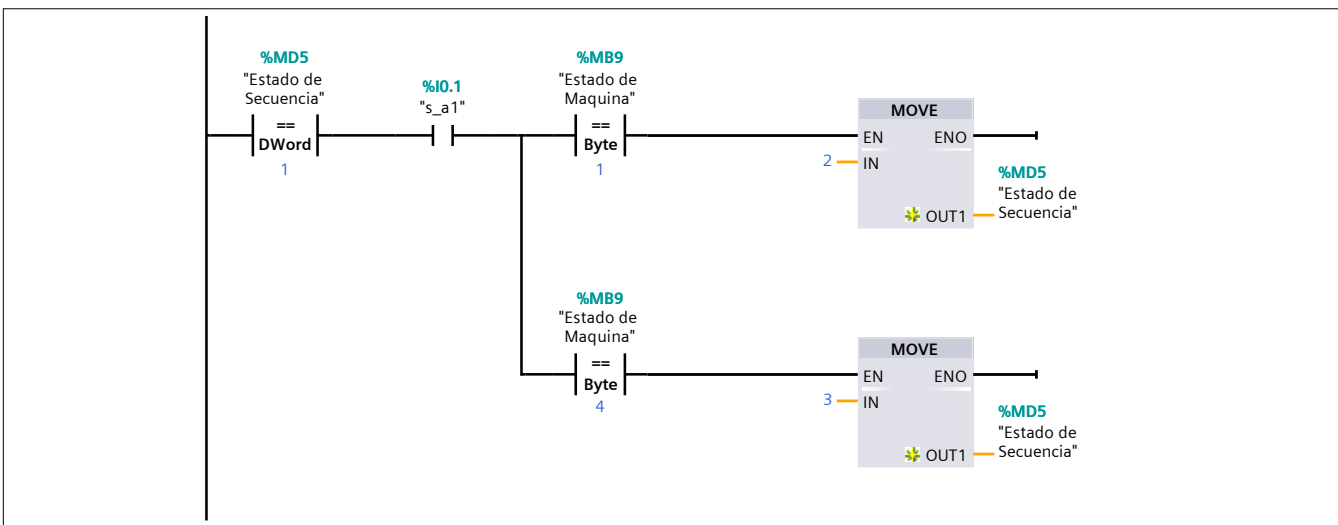 %MD5
"Estado de
Secuencia"
==
DWord
1
%I0.1
"s_a1"
%MB9
"Estado de
Maquina"
==
Byte
1
MOVE
EN ENO
2 IN
OUT1
%MD5
"Estado de
Secuencia"
%MB9
"Estado de
Maquina"
==
Byte
4
MOVE
EN ENO
3 IN
OUT1
%MD5
"Estado de
Secuencia"